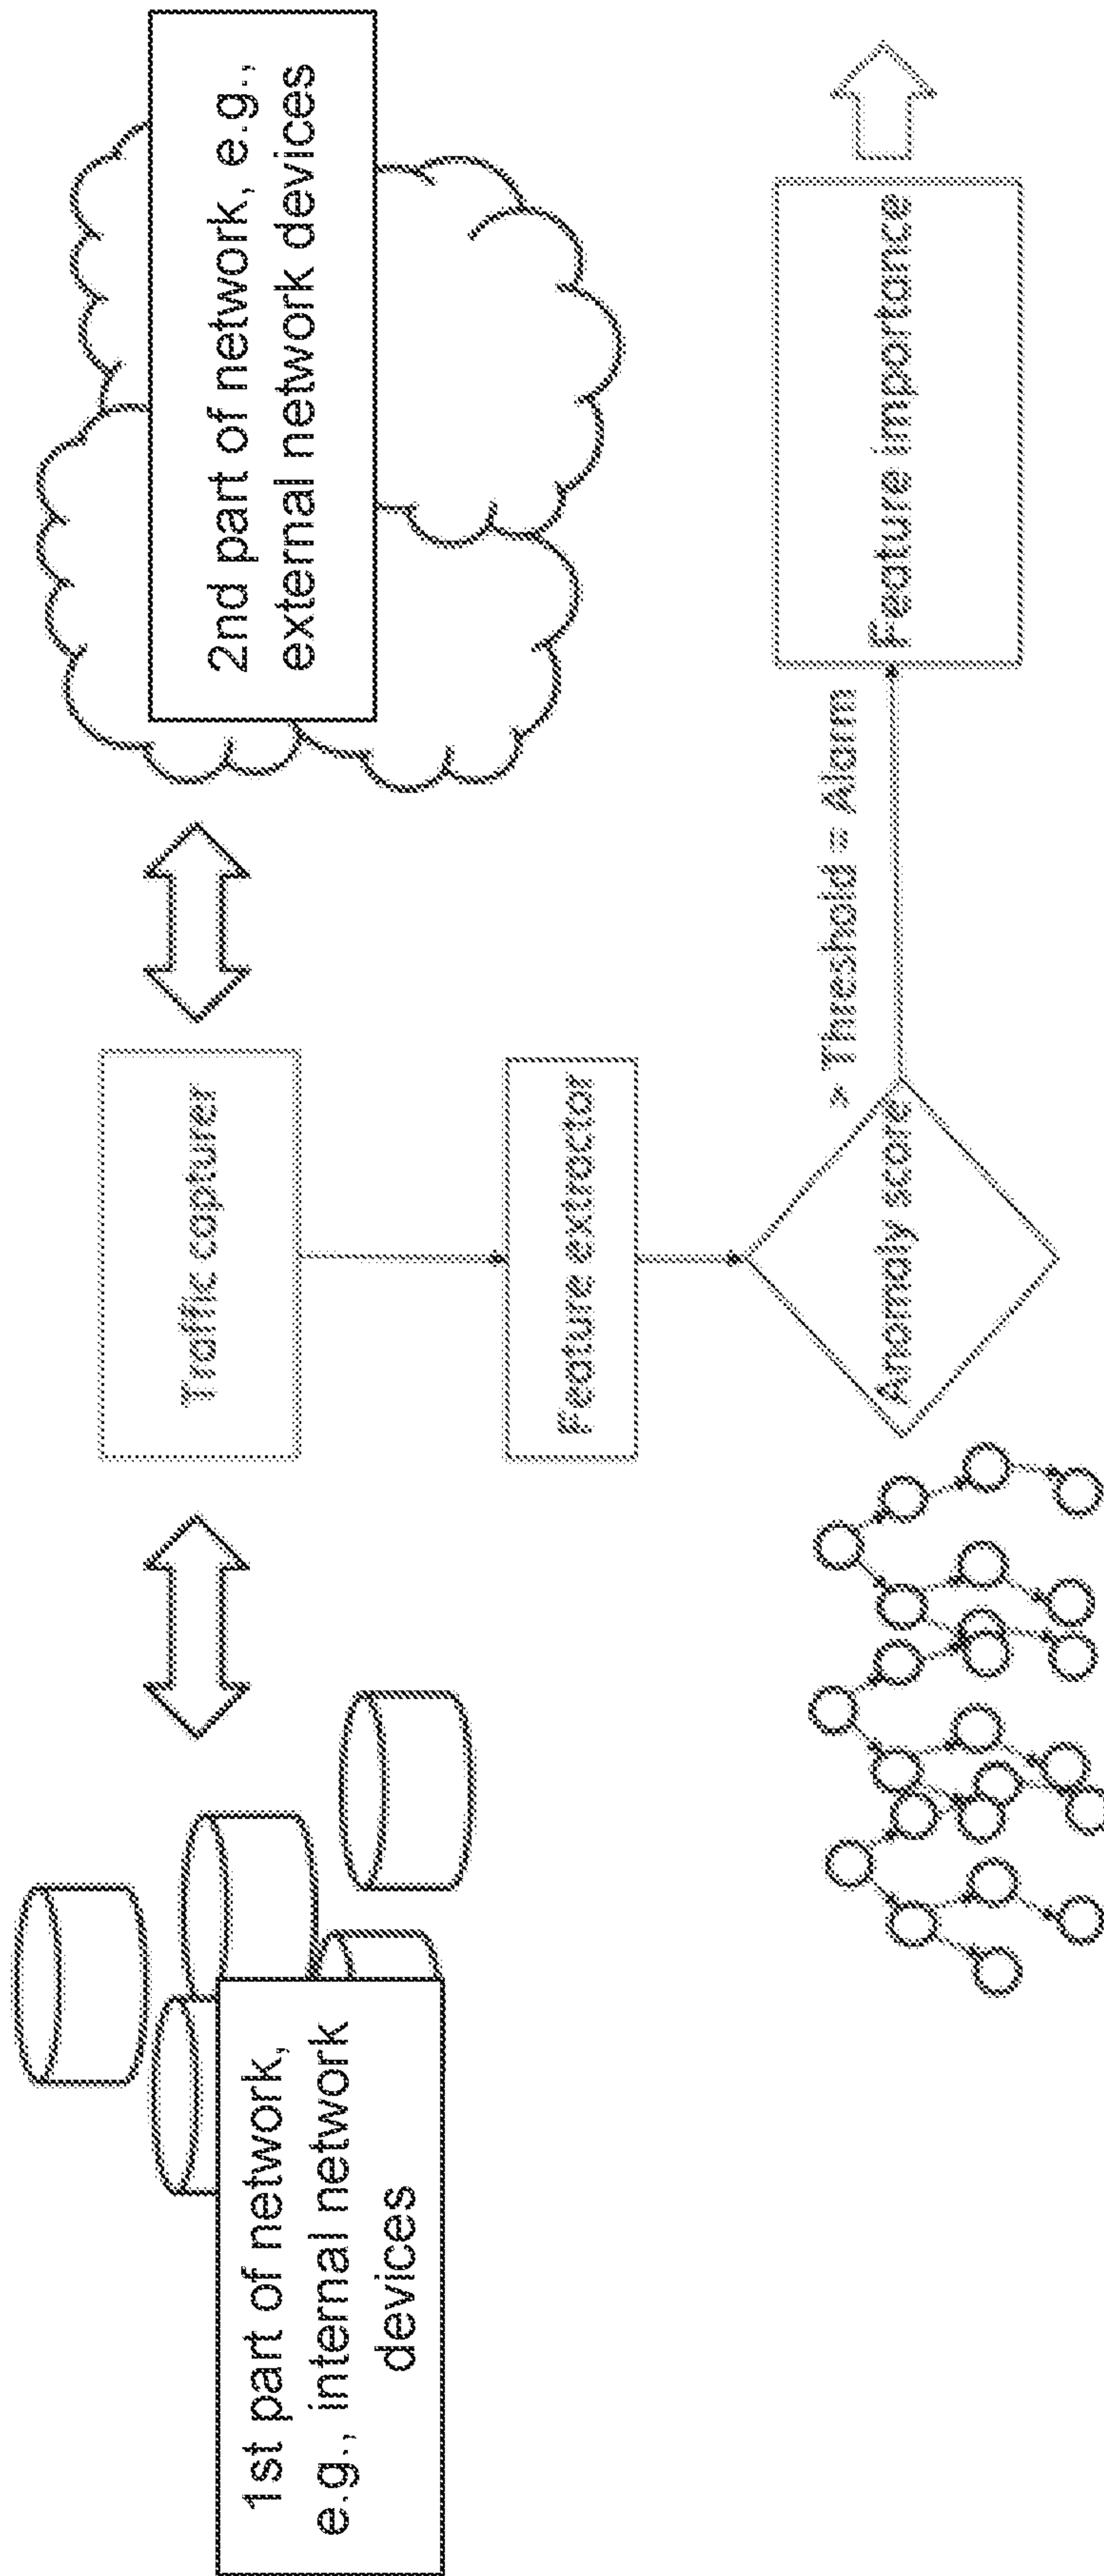 1st part of network,
e.g., internal network
devices
Traffic capturer
2nd part of network, e.g.,
external network devices
Feature extractor
Anomaly score
> Threshold = Alarm
Feature importance